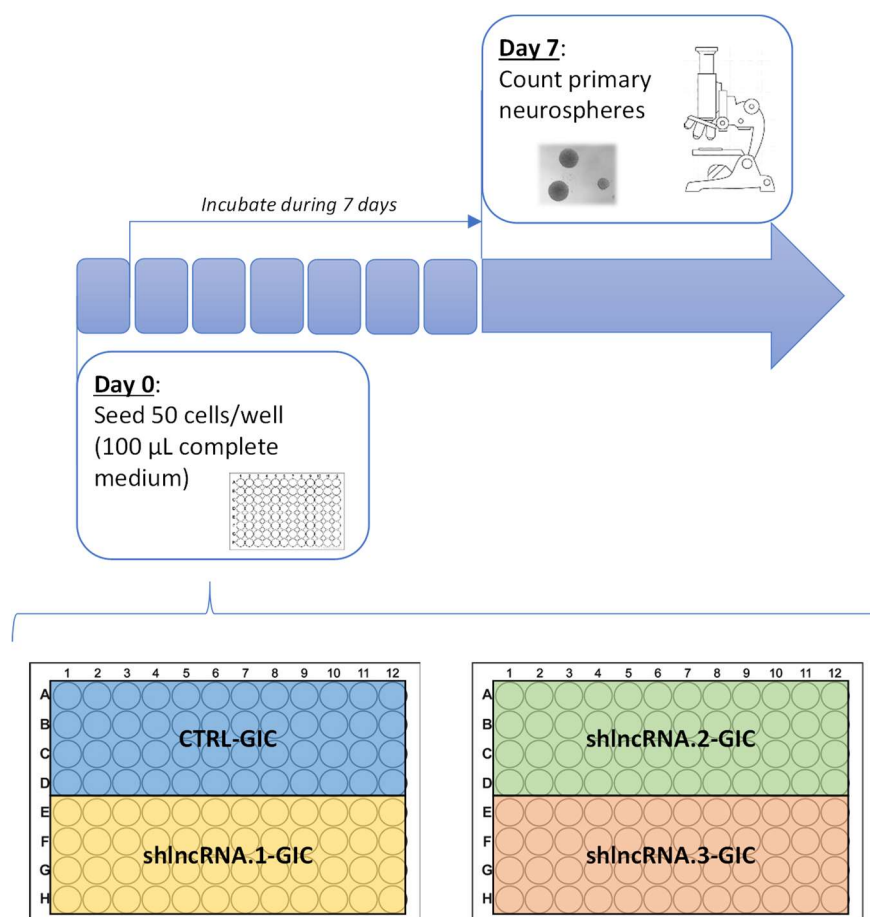 Day 7:
Count primary
neurospheres
Incubate during 7 days
Day 0:
Seed 50 cells/well
(100 µL complete
medium)
1 2 3 4 5 6 7 8 9 10 11 12
A
B
C
D
E
F
G
H
CTRL-GIC
shlncRNA.1-GIC
1 2 3 4 5 6 7 8 9 10 11 12
A
B
C
D
E
F
G
H
shlncRNA.2-GIC
shlncRNA.3-GIC